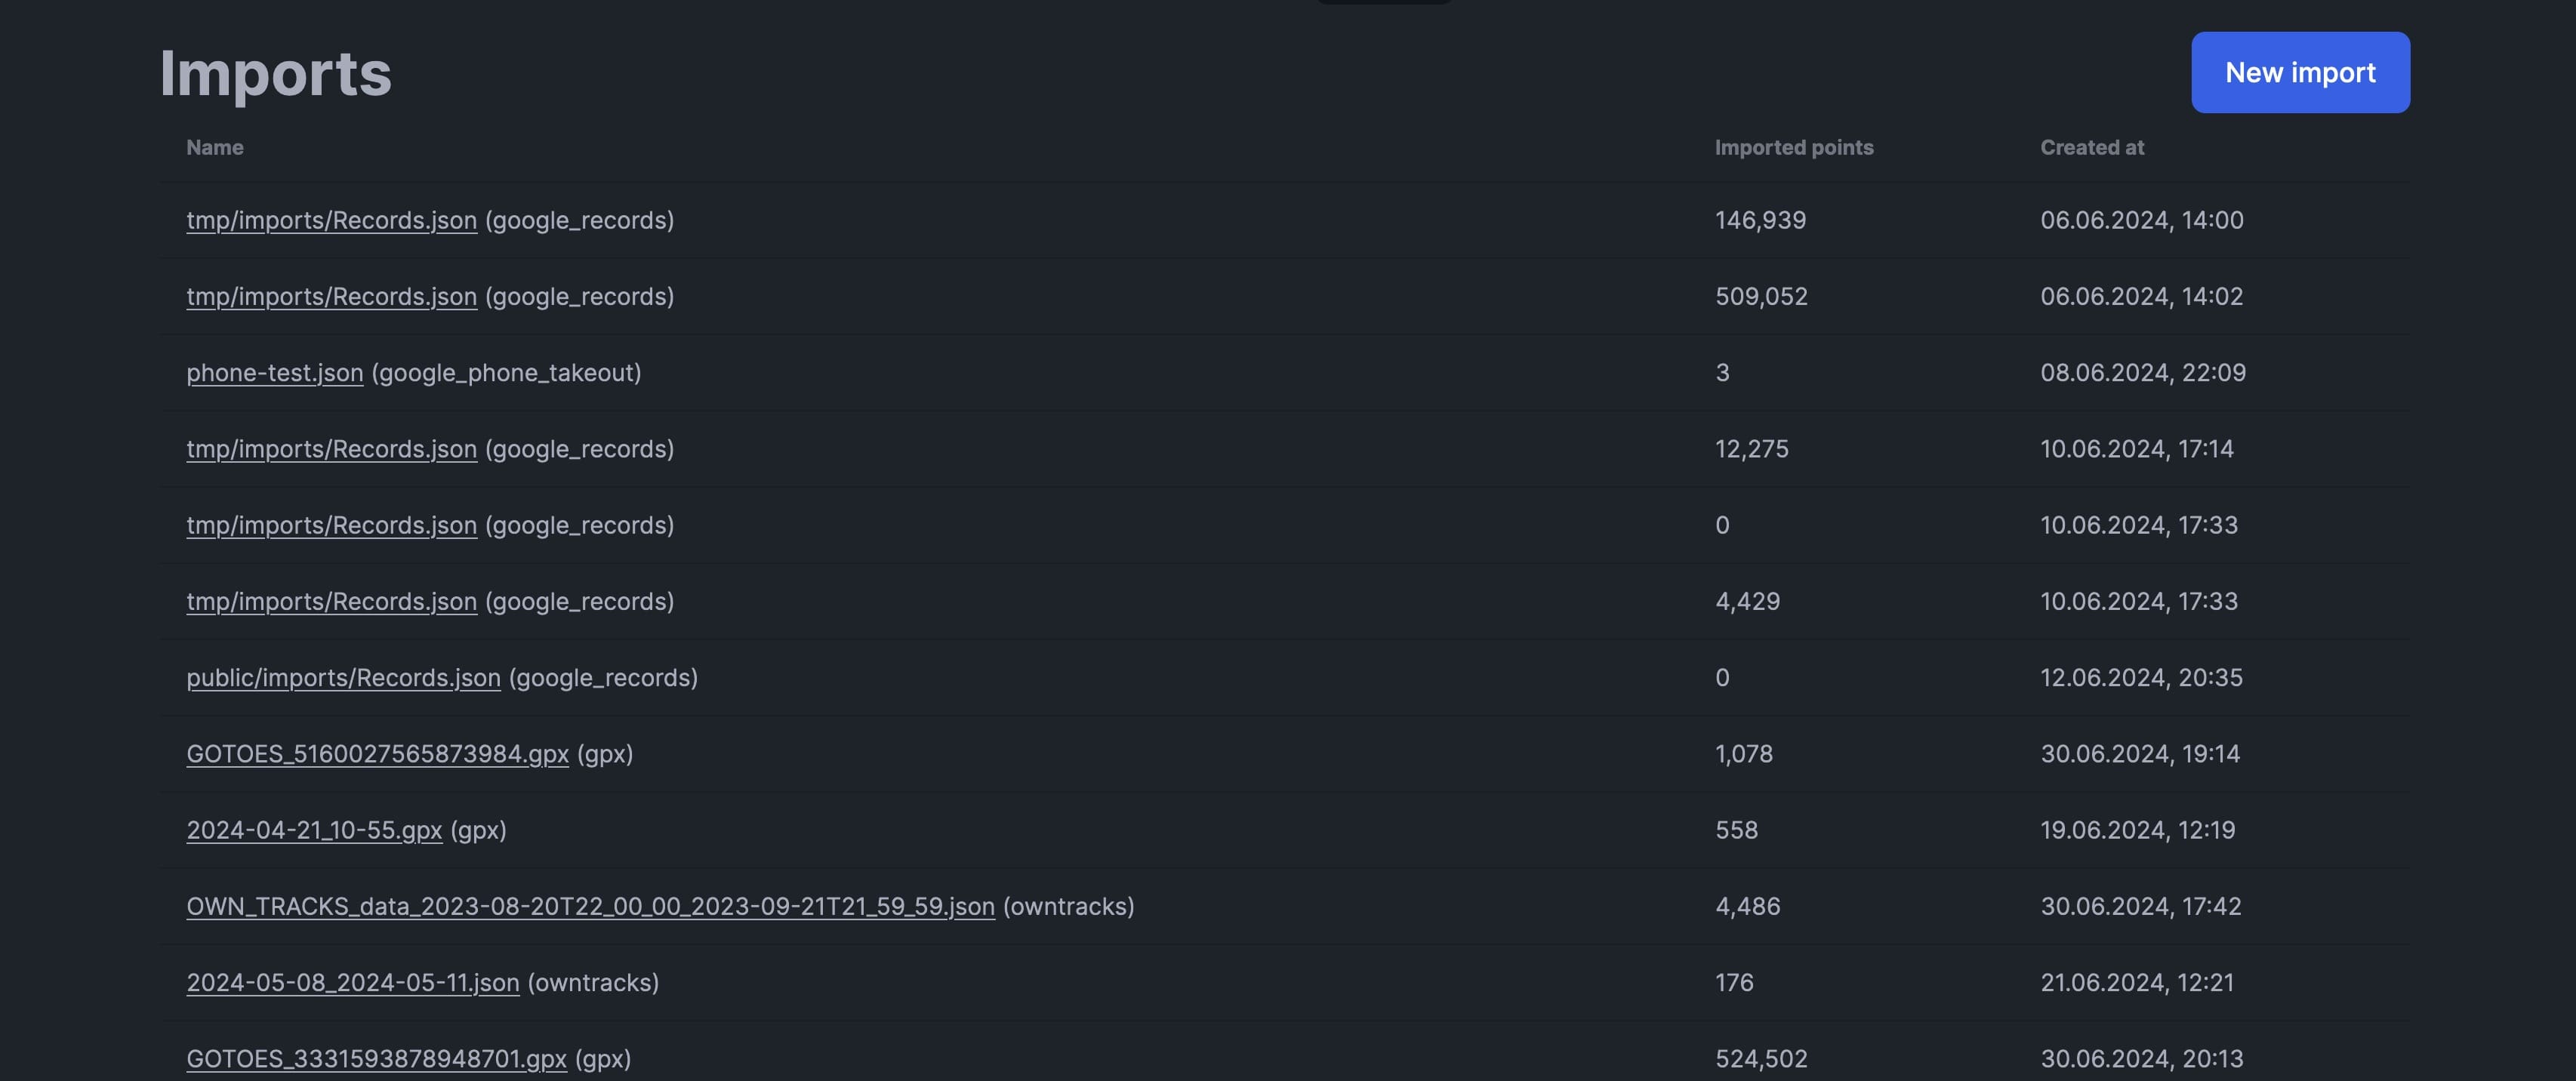 Imports
New import
Name Imported points Created at
tmp/imports/Records.json (google_records) 146,939 06.06.2024, 14:00
tmp/imports/Records.json (google_records) 509,052 06.06.2024, 14:02
phone-test.json (google_phone_takeout) 3 08.06.2024, 22:09
tmp/imports/Records.json (google_records) 12,275 10.06.2024, 17:14
tmp/imports/Records.json (google_records) 0 10.06.2024, 17:33
tmp/imports/Records.json (google_records) 4,429 10.06.2024, 17:33
public/imports/Records.json (google_records) 0 12.06.2024, 20:35
GOTOES_5160027565873984.gpx (gpx) 1,078 30.06.2024, 19:14
2024-04-21_10-55.gpx (gpx) 558 19.06.2024, 12:19
OWN_TRACKS_data_2023-08-20T22_00_00_2023-09-21T21_59_59.json (owntracks) 4,486 30.06.2024, 17:42
2024-05-08_2024-05-11.json (owntracks) 176 21.06.2024, 12:21
GOTOES_3331593878948701.gpx (gpx) 524,502 30.06.2024, 20:13